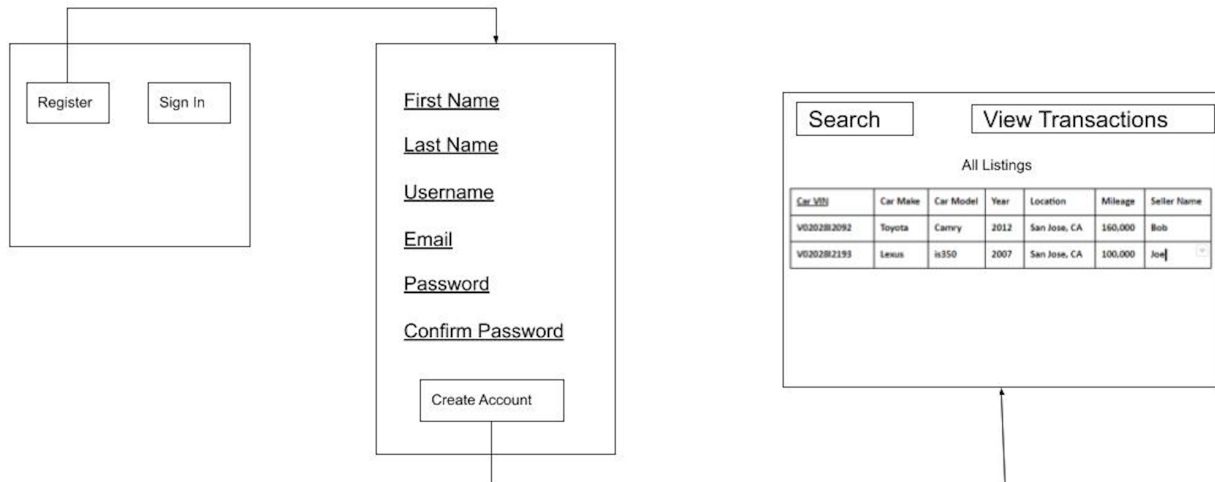 Register
Sign In
First Name
Last Name
Username
Email
Password
Confirm Password
Create Account
Search
View Transactions
All Listings
Car VIN Car Make Car Model Year Location Mileage Seller Name
Toyota Camry 2012 San Jose, CA 160,000 Bob
Lexus is350 2007 San Jose, CA 100,000 Joe